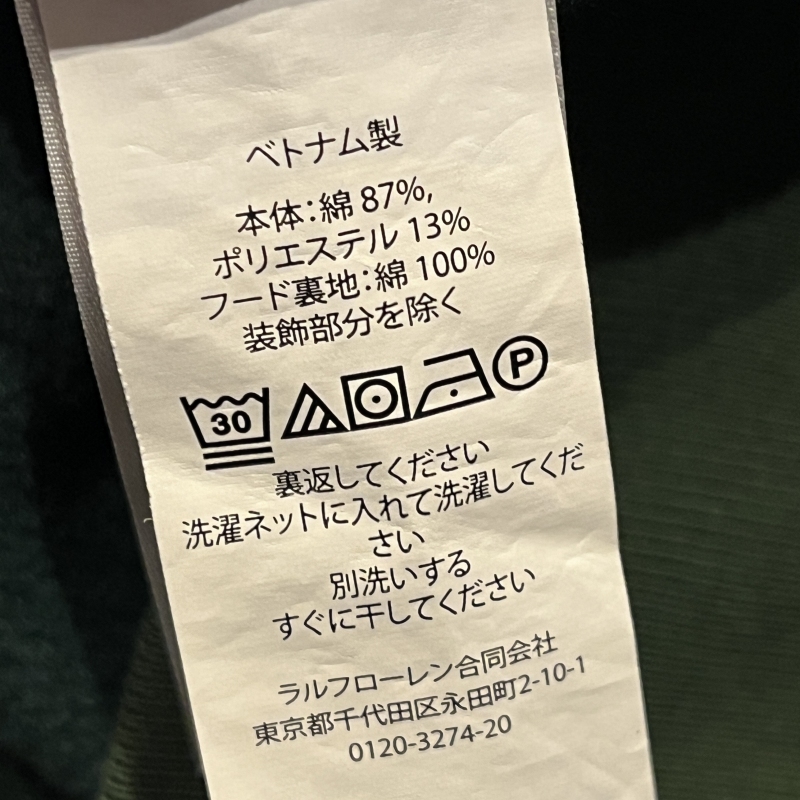 ベトナム製
本体：綿 87%,
ポリエステル 13%
フード裏地：綿 100%
装飾部分を除く
30 P
裏返してください
洗濯ネットに入れて洗濯してくだ
さい
別洗いする
すぐに干してください
ラルフローレン合同会社
東京都千代田区永田町2-10-1
0120-3274-20